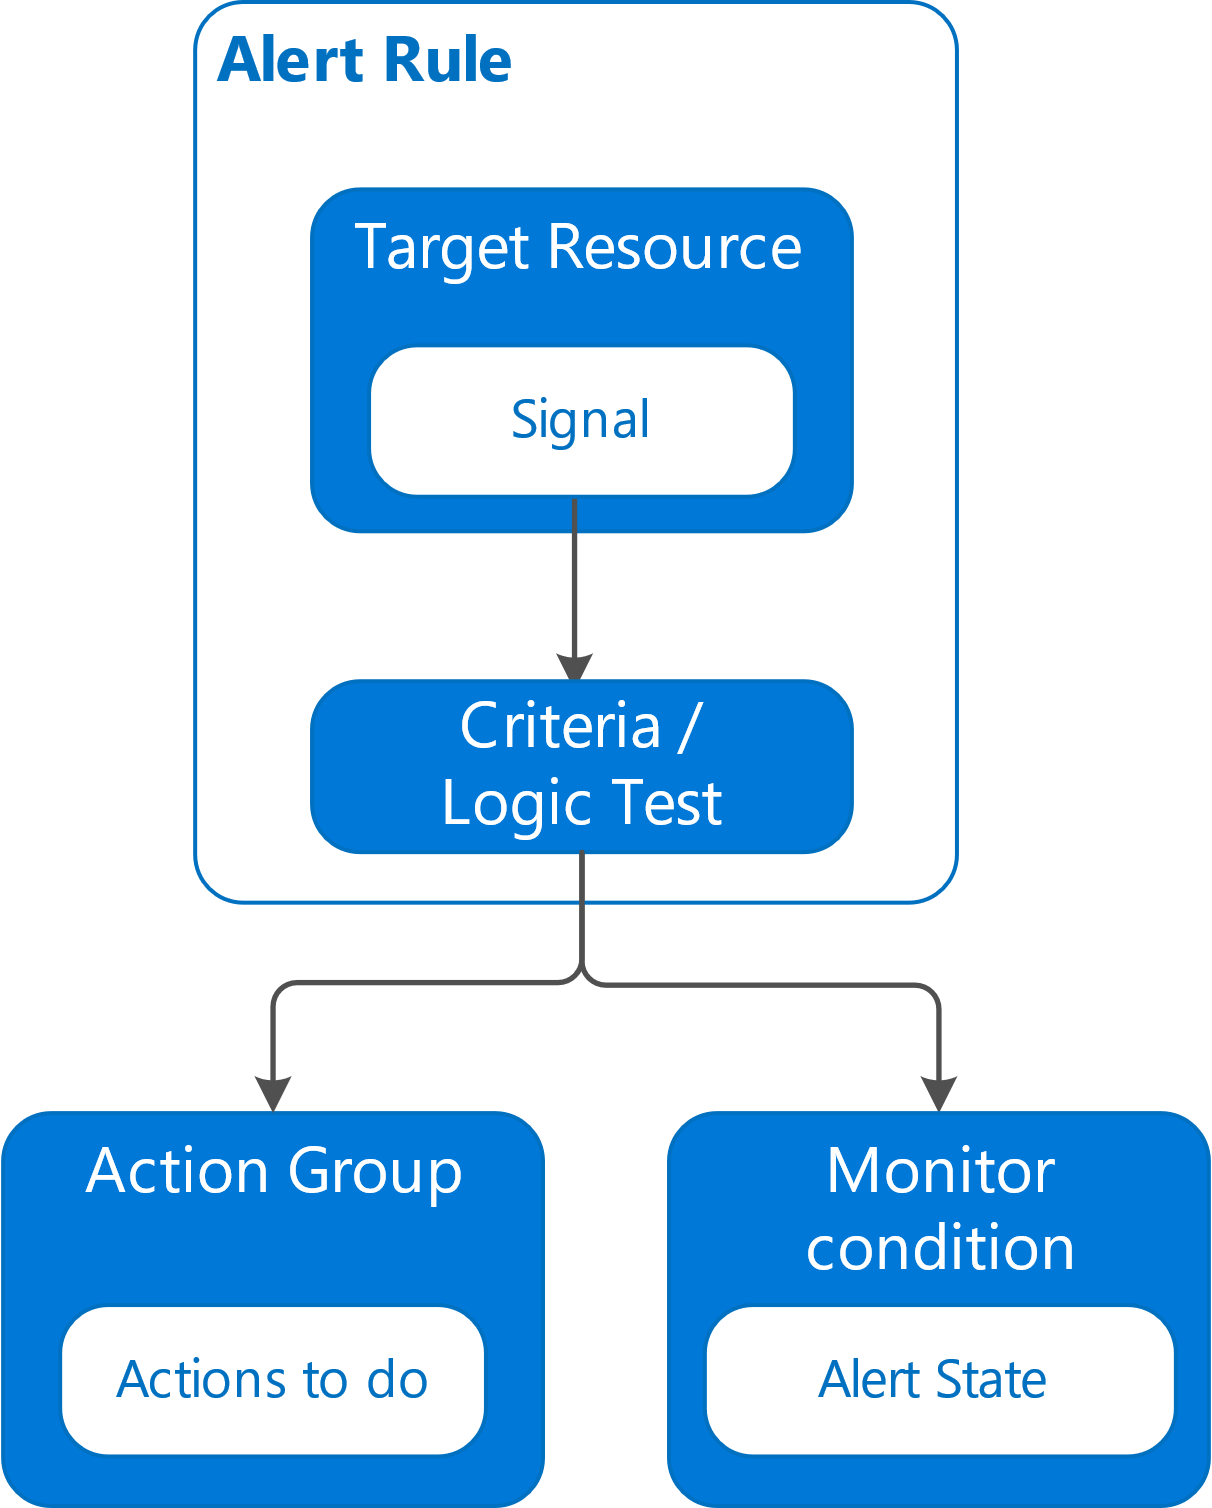 Alert Rule
Target Resource
Signal
Criteria /
Logic Test
Action Group
Actions to do
Monitor
condition
Alert State